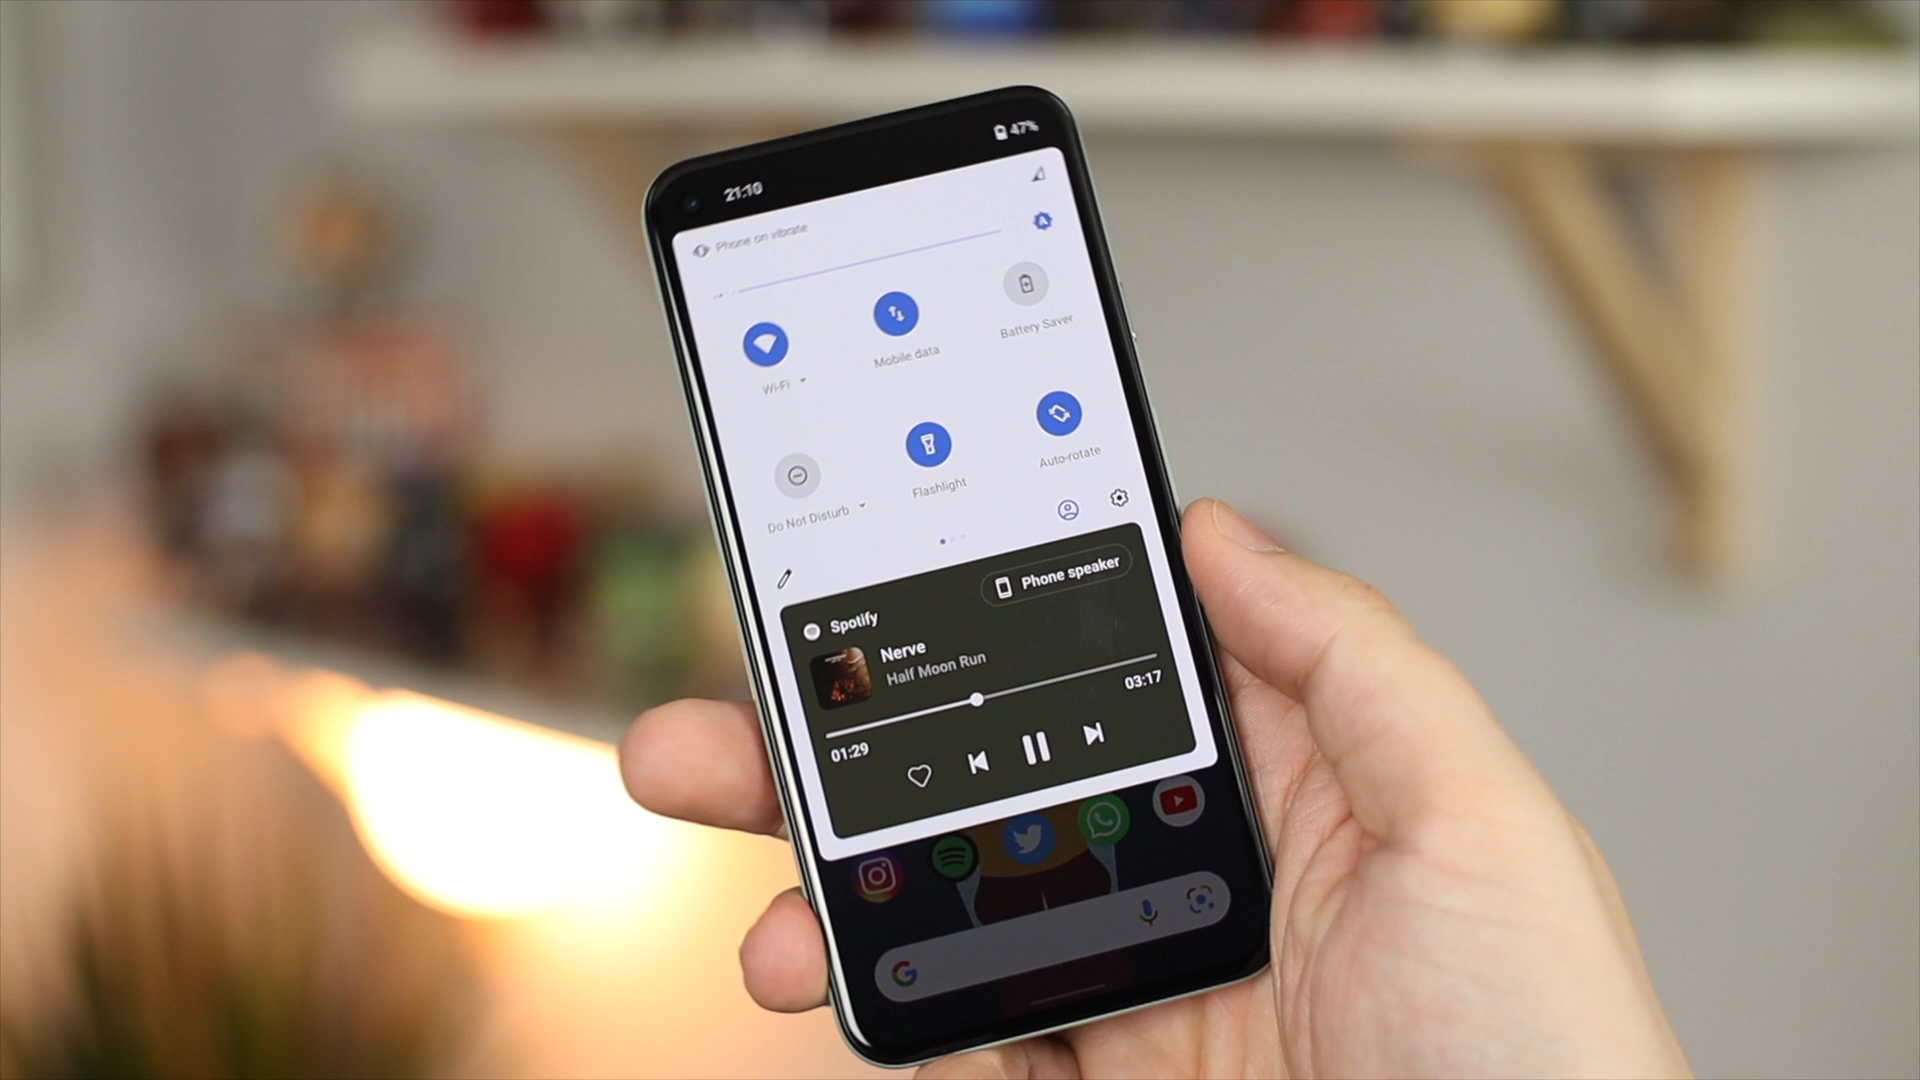 21:10
47%
Phone on vibrate
Wi-Fi
Mobile data
Battery Saver
Do Not Disturb
Flashlight
Auto-rotate
Spotify
Phone speaker
Nerve
Half Moon Run
01:29
03:17